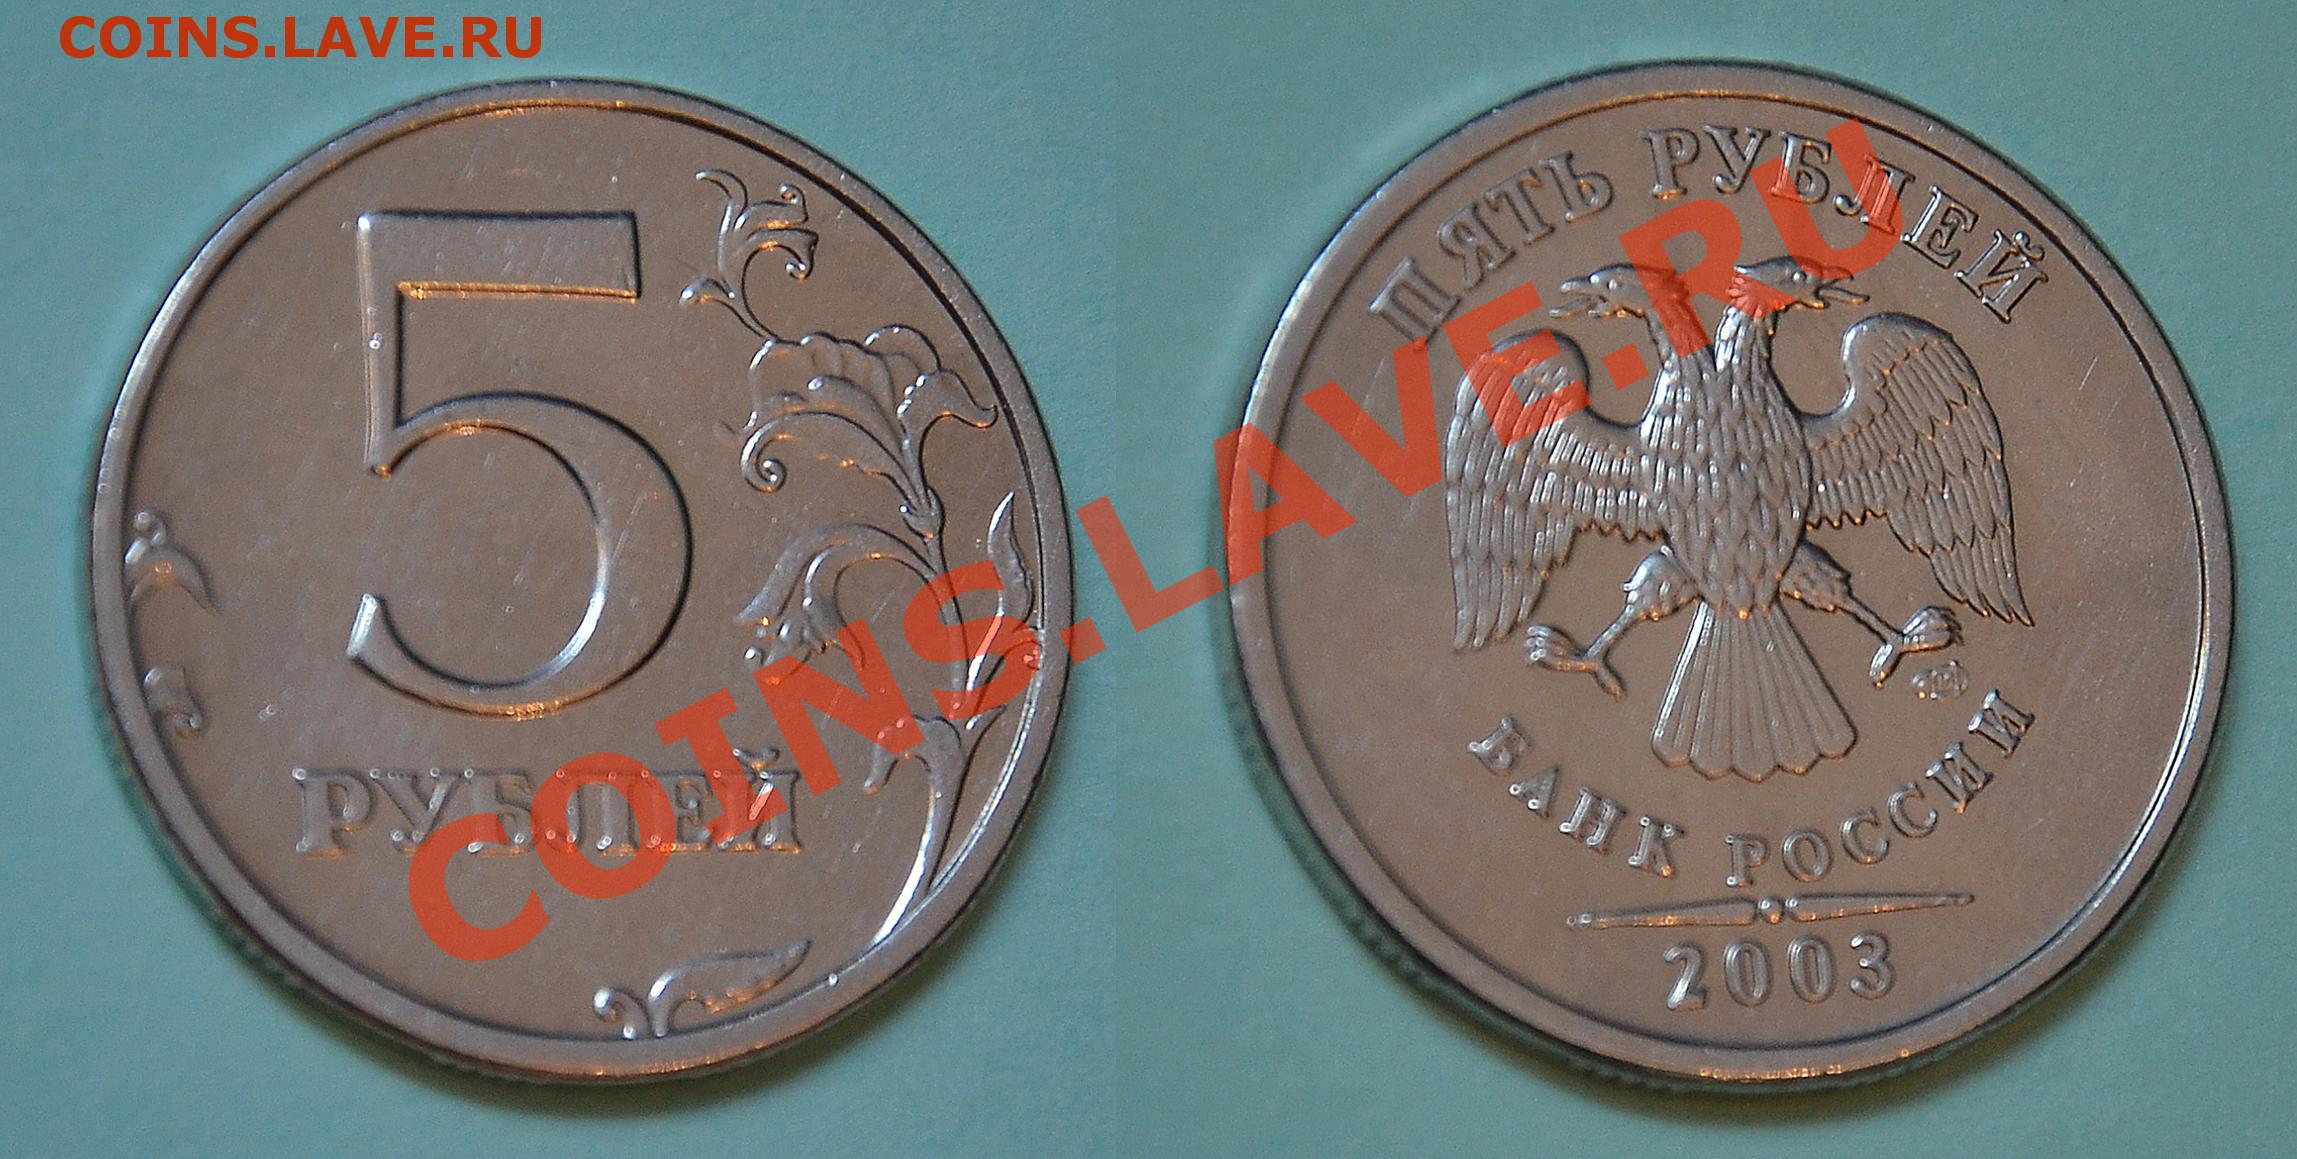 COINS.LAVE.RU
5
РУБЛЕЙ
ПЯТЬ РУБЛЕЙ
БАНК РОССИИ
2003
COINS.LAVE.RU